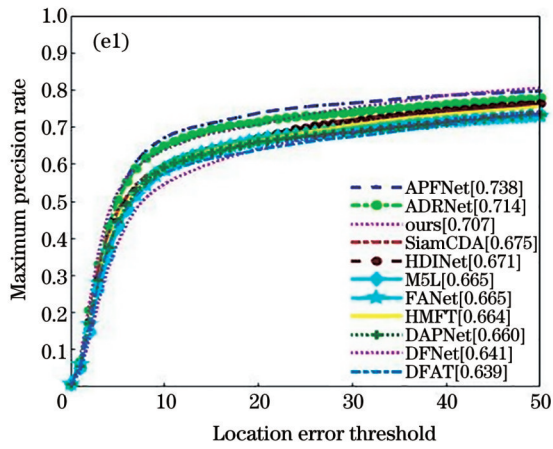 1.0
(e1)
0.9
0.8
0.7
0.6
0.5
0.4
0.3
0.2
0.1
Maximum precision rate
APFNet[0.738]
ADRNet[0.714]
ours[0.707]
SiamCDA[0.675]
HDINet[0.671]
M5L[0.665]
FANet[0.665]
HMFT[0.664]
DAPNet[0.660]
DFNet[0.641]
DFAT[0.639]
0 10 20 30 40 50
Location error threshold